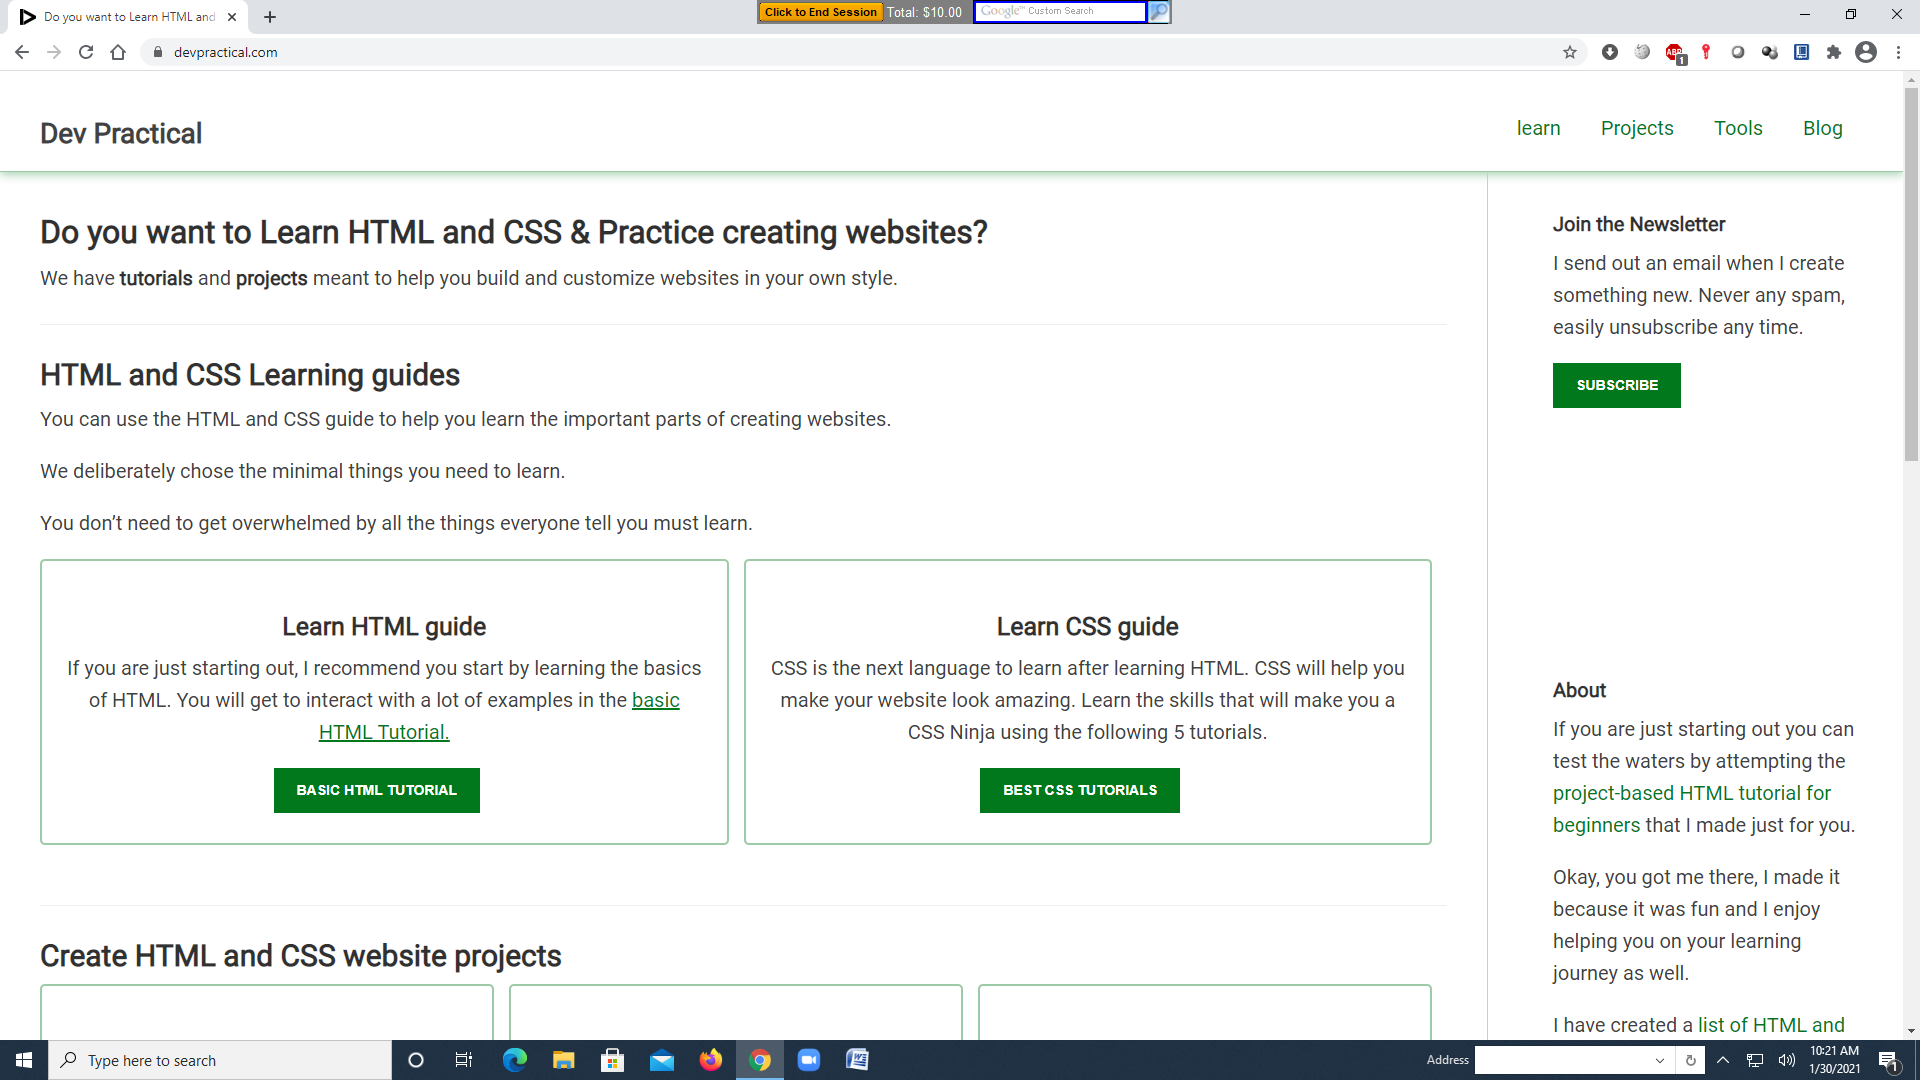 Do you want to Learn HTML and
Click to End Session Total: $10.00 Google™ Custom Search
devpractical.com
ABP 1
Dev Practical
learn Projects Tools Blog
Do you want to Learn HTML and CSS & Practice creating websites?
We have tutorials and projects meant to help you build and customize websites in your own style.
HTML and CSS Learning guides
You can use the HTML and CSS guide to help you learn the important parts of creating websites.
We deliberately chose the minimal things you need to learn.
You don’t need to get overwhelmed by all the things everyone tell you must learn.
Learn HTML guide
If you are just starting out, I recommend you start by learning the basics
of HTML. You will get to interact with a lot of examples in the basic
HTML Tutorial.
BASIC HTML TUTORIAL
Learn CSS guide
CSS is the next language to learn after learning HTML. CSS will help you
make your website look amazing. Learn the skills that will make you a
CSS Ninja using the following 5 tutorials.
BEST CSS TUTORIALS
Create HTML and CSS website projects
Join the Newsletter
I send out an email when I create
something new. Never any spam,
easily unsubscribe any time.
SUBSCRIBE
About
If you are just starting out you can
test the waters by attempting the
project-based HTML tutorial for
beginners that I made just for you.
Okay, you got me there, I made it
because it was fun and I enjoy
helping you on your learning
journey as well.
I have created a list of HTML and
Type here to search
Address
10:21 AM
1/30/2021
1